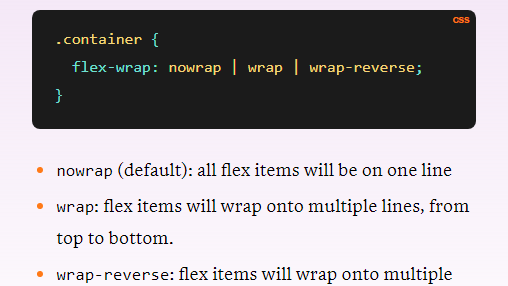 css
.container {
flex-wrap: nowrap | wrap | wrap-reverse;
}
nowrap (default): all flex items will be on one line
wrap: flex items will wrap onto multiple lines, from
top to bottom.
wrap-reverse: flex items will wrap onto multiple